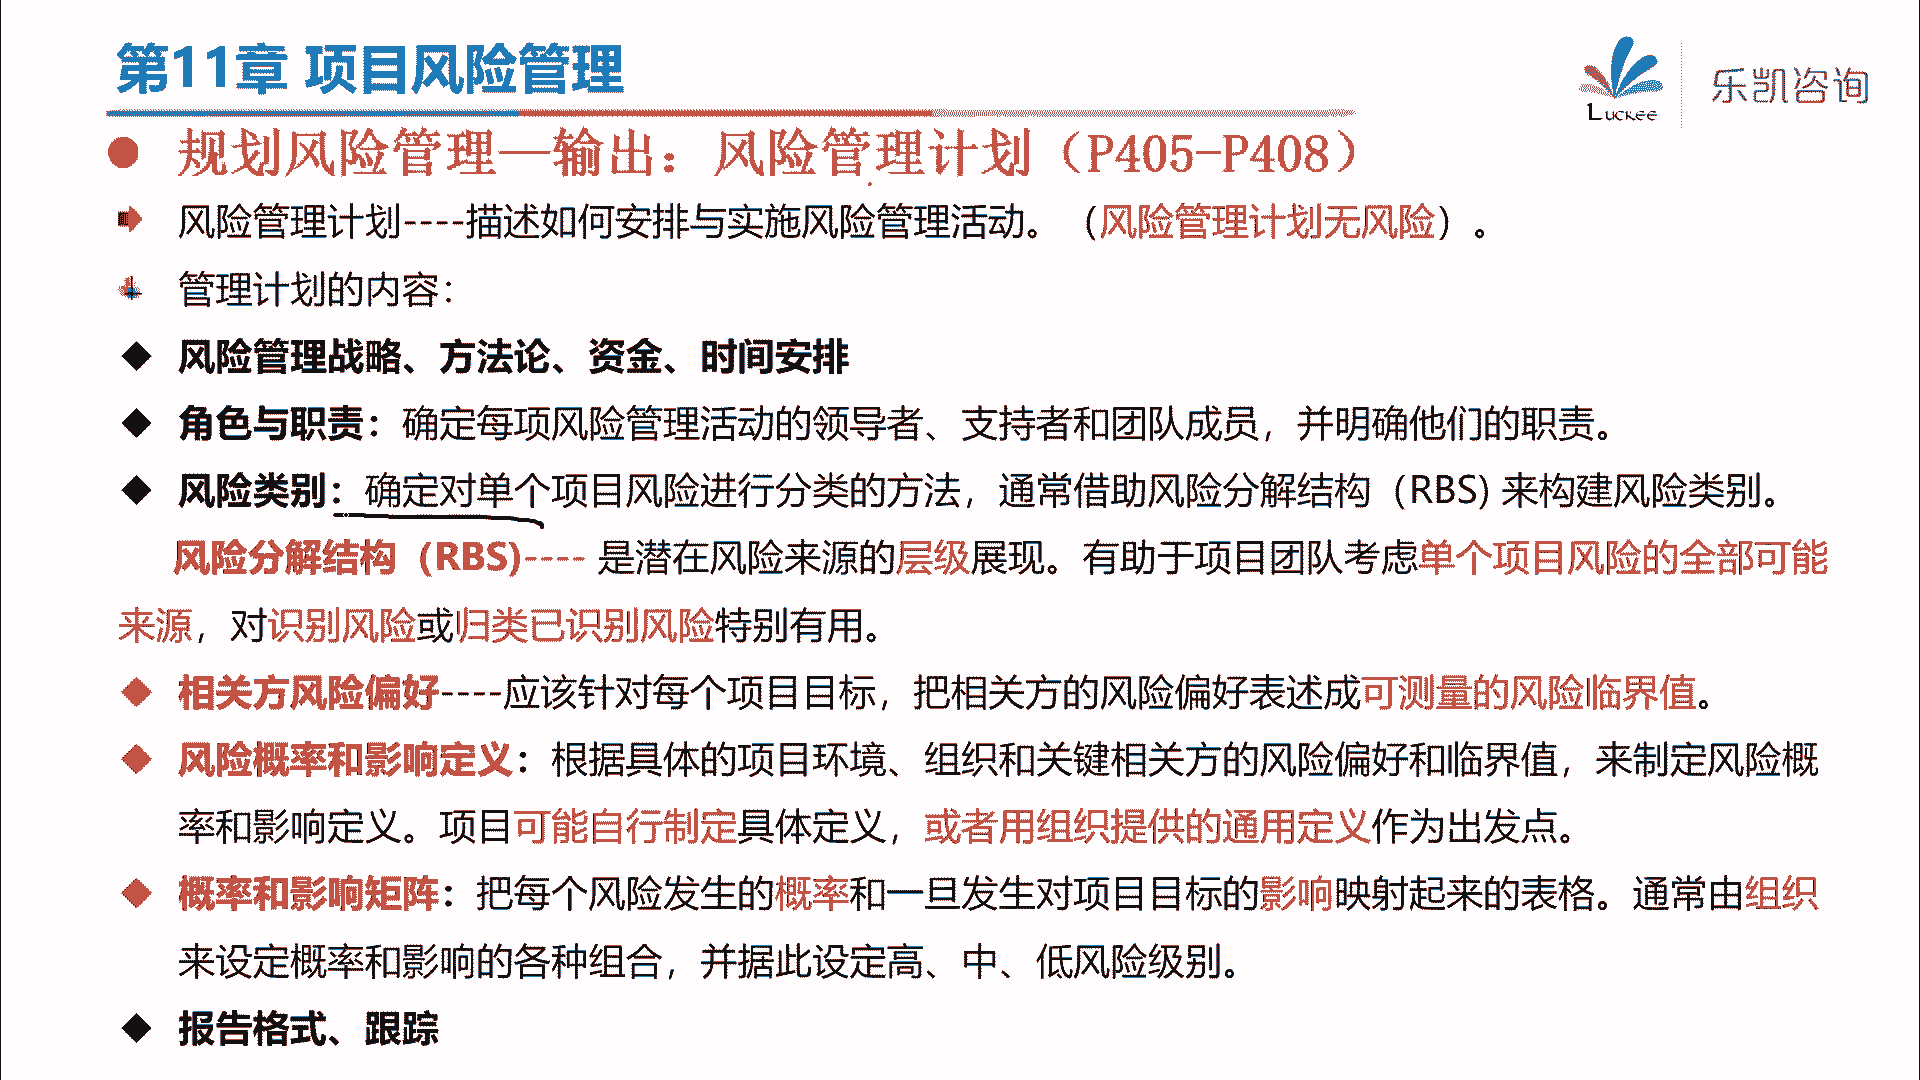 第11章 项目风险管理
Luckee
乐凯咨询
规划风险管理—输出：风险管理计划（P405-P408）
风险管理计划----描述如何安排与实施风险管理活动。（风险管理计划无风险）。
管理计划的内容：
风险管理战略、方法论、资金、时间安排
角色与职责：确定每项风险管理活动的领导者、支持者和团队成员，并明确他们的职责。
风险类别：确定对单个项目风险进行分类的方法，通常借助风险分解结构（RBS) 来构建风险类别。
风险分解结构（RBS)---- 是潜在风险来源的层级展现。有助于项目团队考虑单个项目风险的全部可能
来源，对识别风险或归类已识别风险特别有用。
相关方风险偏好----应该针对每个项目目标，把相关方的风险偏好表述成可测量的风险临界值。
风险概率和影响定义：根据具体的项目环境、组织和关键相关方的风险偏好和临界值，来制定风险概
率和影响定义。项目可能自行制定具体定义，或者用组织提供的通用定义作为出发点。
概率和影响矩阵：把每个风险发生的概率和一旦发生对项目目标的影响映射起来的表格。通常由组织
来设定概率和影响的各种组合，并据此设定高、中、低风险级别。
报告格式、跟踪